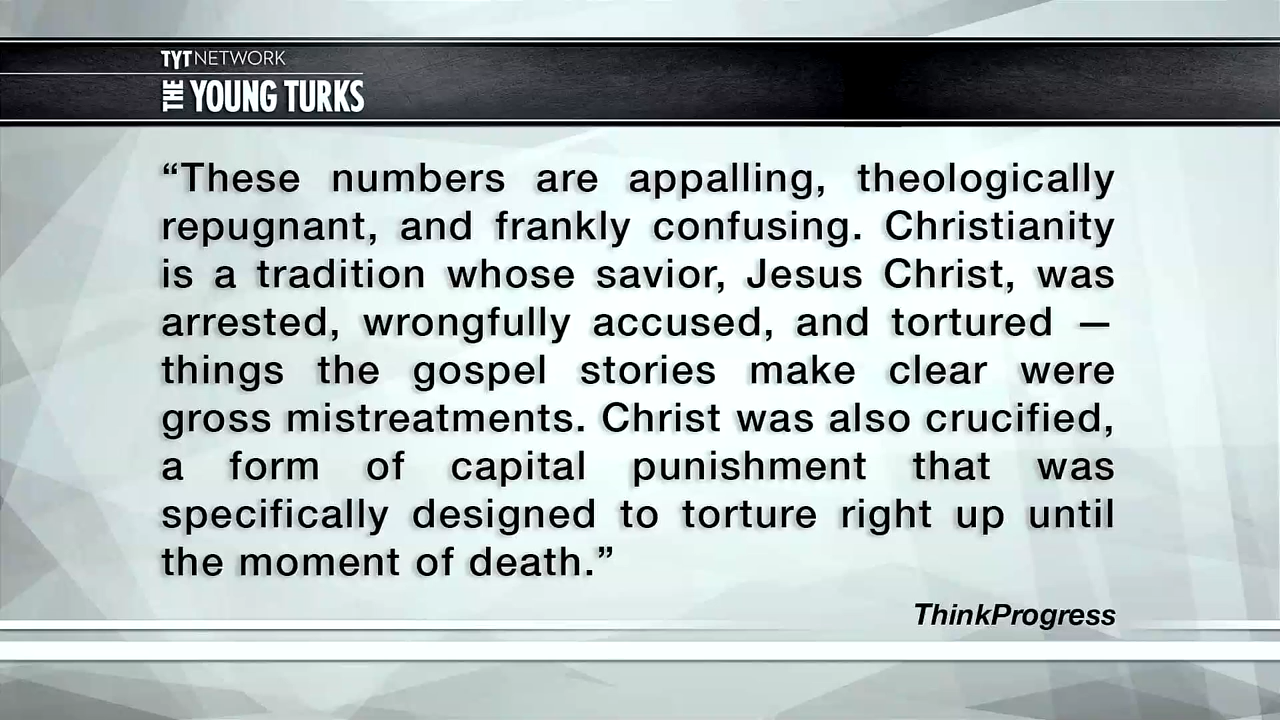 TYT NETWORK
THE YOUNG TURKS
“These numbers are appalling, theologically
repugnant, and frankly confusing. Christianity
is a tradition whose savior, Jesus Christ, was
arrested, wrongfully accused, and tortured —
things the gospel stories make clear were
gross mistreatments. Christ was also crucified,
a form of capital punishment that was
specifically designed to torture right up until
the moment of death.”
ThinkProgress